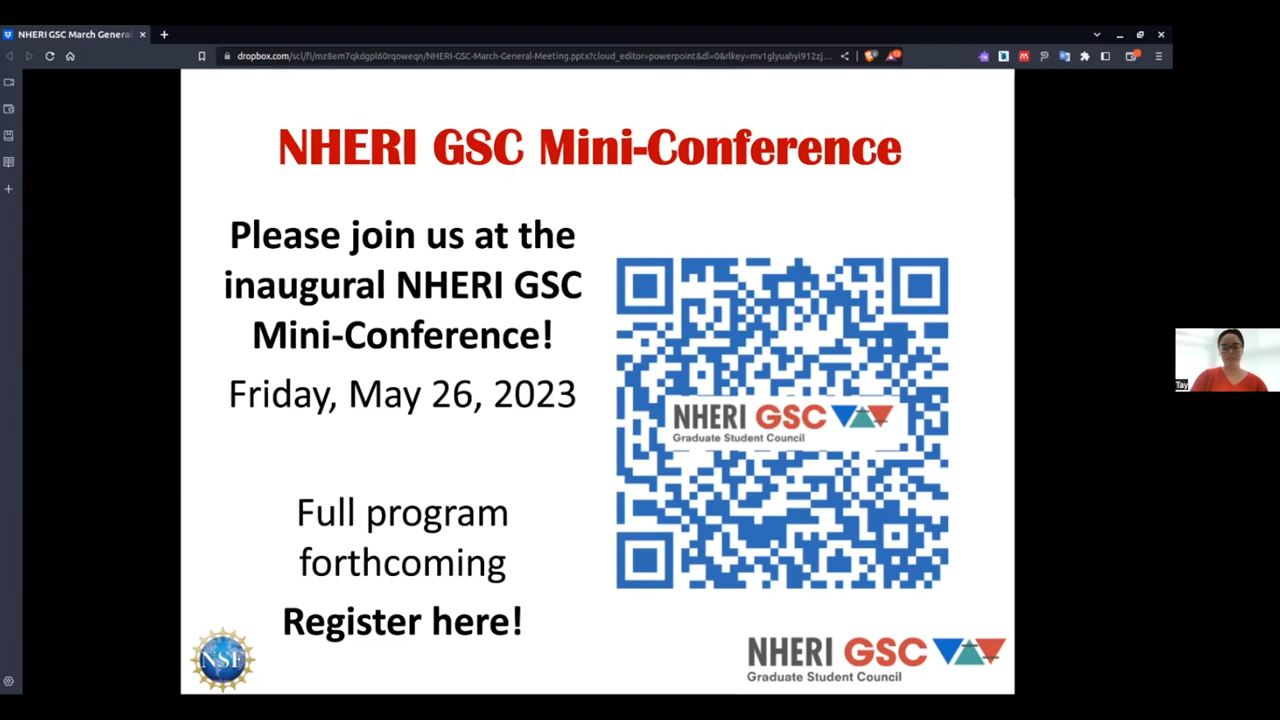 NHERI GSC March General
dropbox.com/scl/fi/mz8em7qkdgpl60rqoweqn/NHERI-GSC-March-General-Meeting.pptx?cloud_editor=powerpoint&dl=0&rlkey=mv1glyuahyi912zj...
NHERI GSC Mini-Conference
Please join us at the
inaugural NHERI GSC
Mini-Conference!
Friday, May 26, 2023
Full program
forthcoming
Register here!
NHERI GSC
Graduate Student Council
NSF
NHERI GSC
Graduate Student Council
Tay